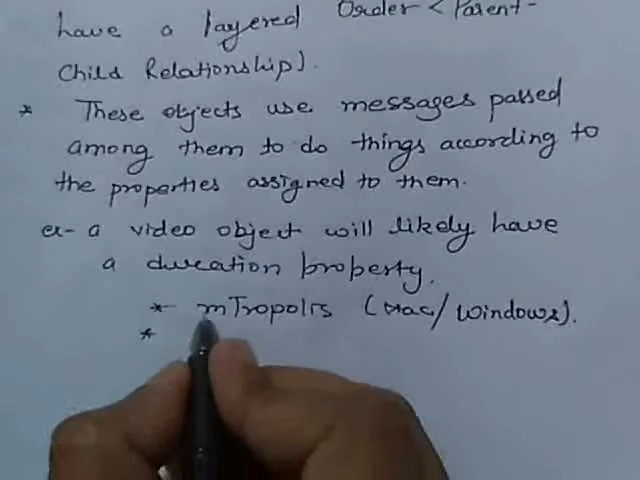 have a layered Order < Parent-
Child Relationship).
* These objects use messages passed
among them to do things according to
the properties assigned to them.
ex- a video object will likely have
a duration property.
* mTropolis (Mac/Windows).
*